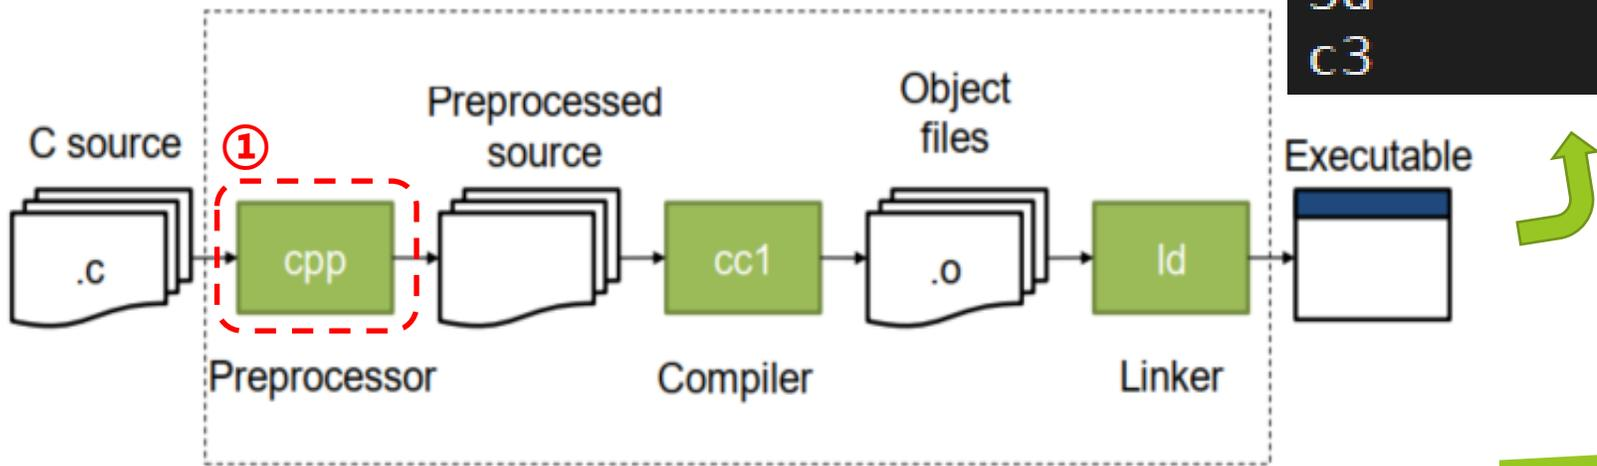 c3
Preprocessed
source
Object
files
C source
①
Executable
.c
cpp
cc1
.o
ld
Preprocessor
Compiler
Linker